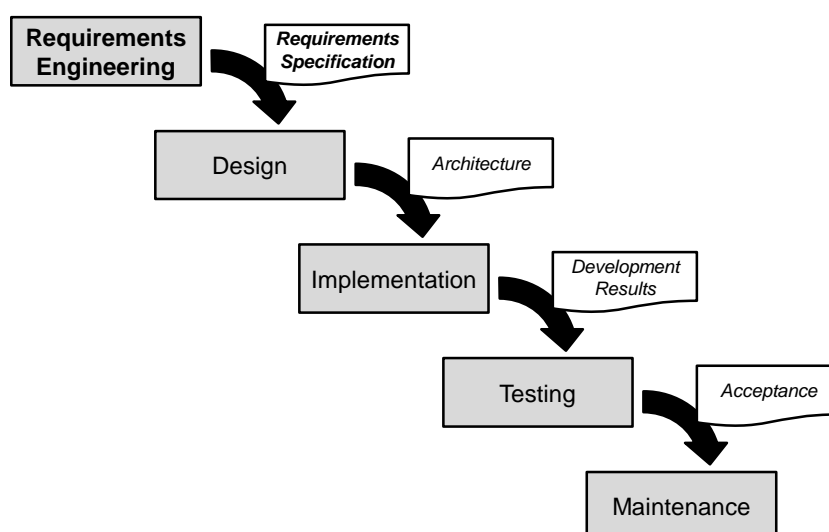 Requirements
Engineering
Requirements
Specification
Design
Architecture
Implementation
Development
Results
Testing
Acceptance
Maintenance